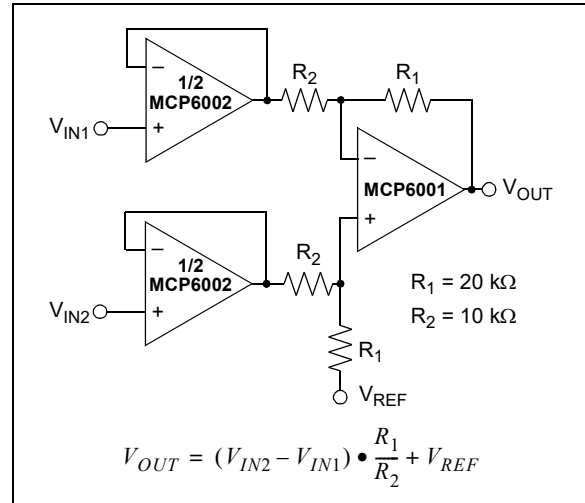 1/2
MCP6002
V_IN1
–
+
R_2
R_1
–
MCP6001
+
V_OUT
1/2
MCP6002
V_IN2
–
+
R_2
R_1 = 20 kΩ
R_2 = 10 kΩ
R_1
V_REF
V_OUT = (V_IN2 – V_IN1) • R_1/R_2 + V_REF